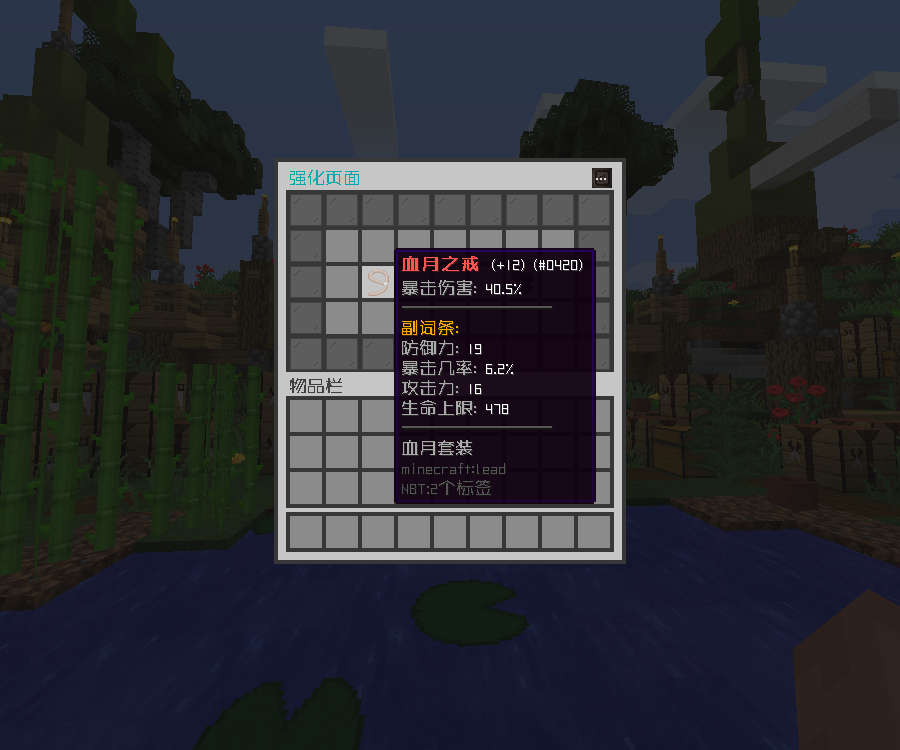 强化页面
血月之戒 (+12) (#0420)
暴击伤害: 40.5%
副词条:
防御力: 19
暴击几率: 6.2%
攻击力: 16
生命上限: 478
物品栏
血月套装
minecraft:lead
NBT:2个标签